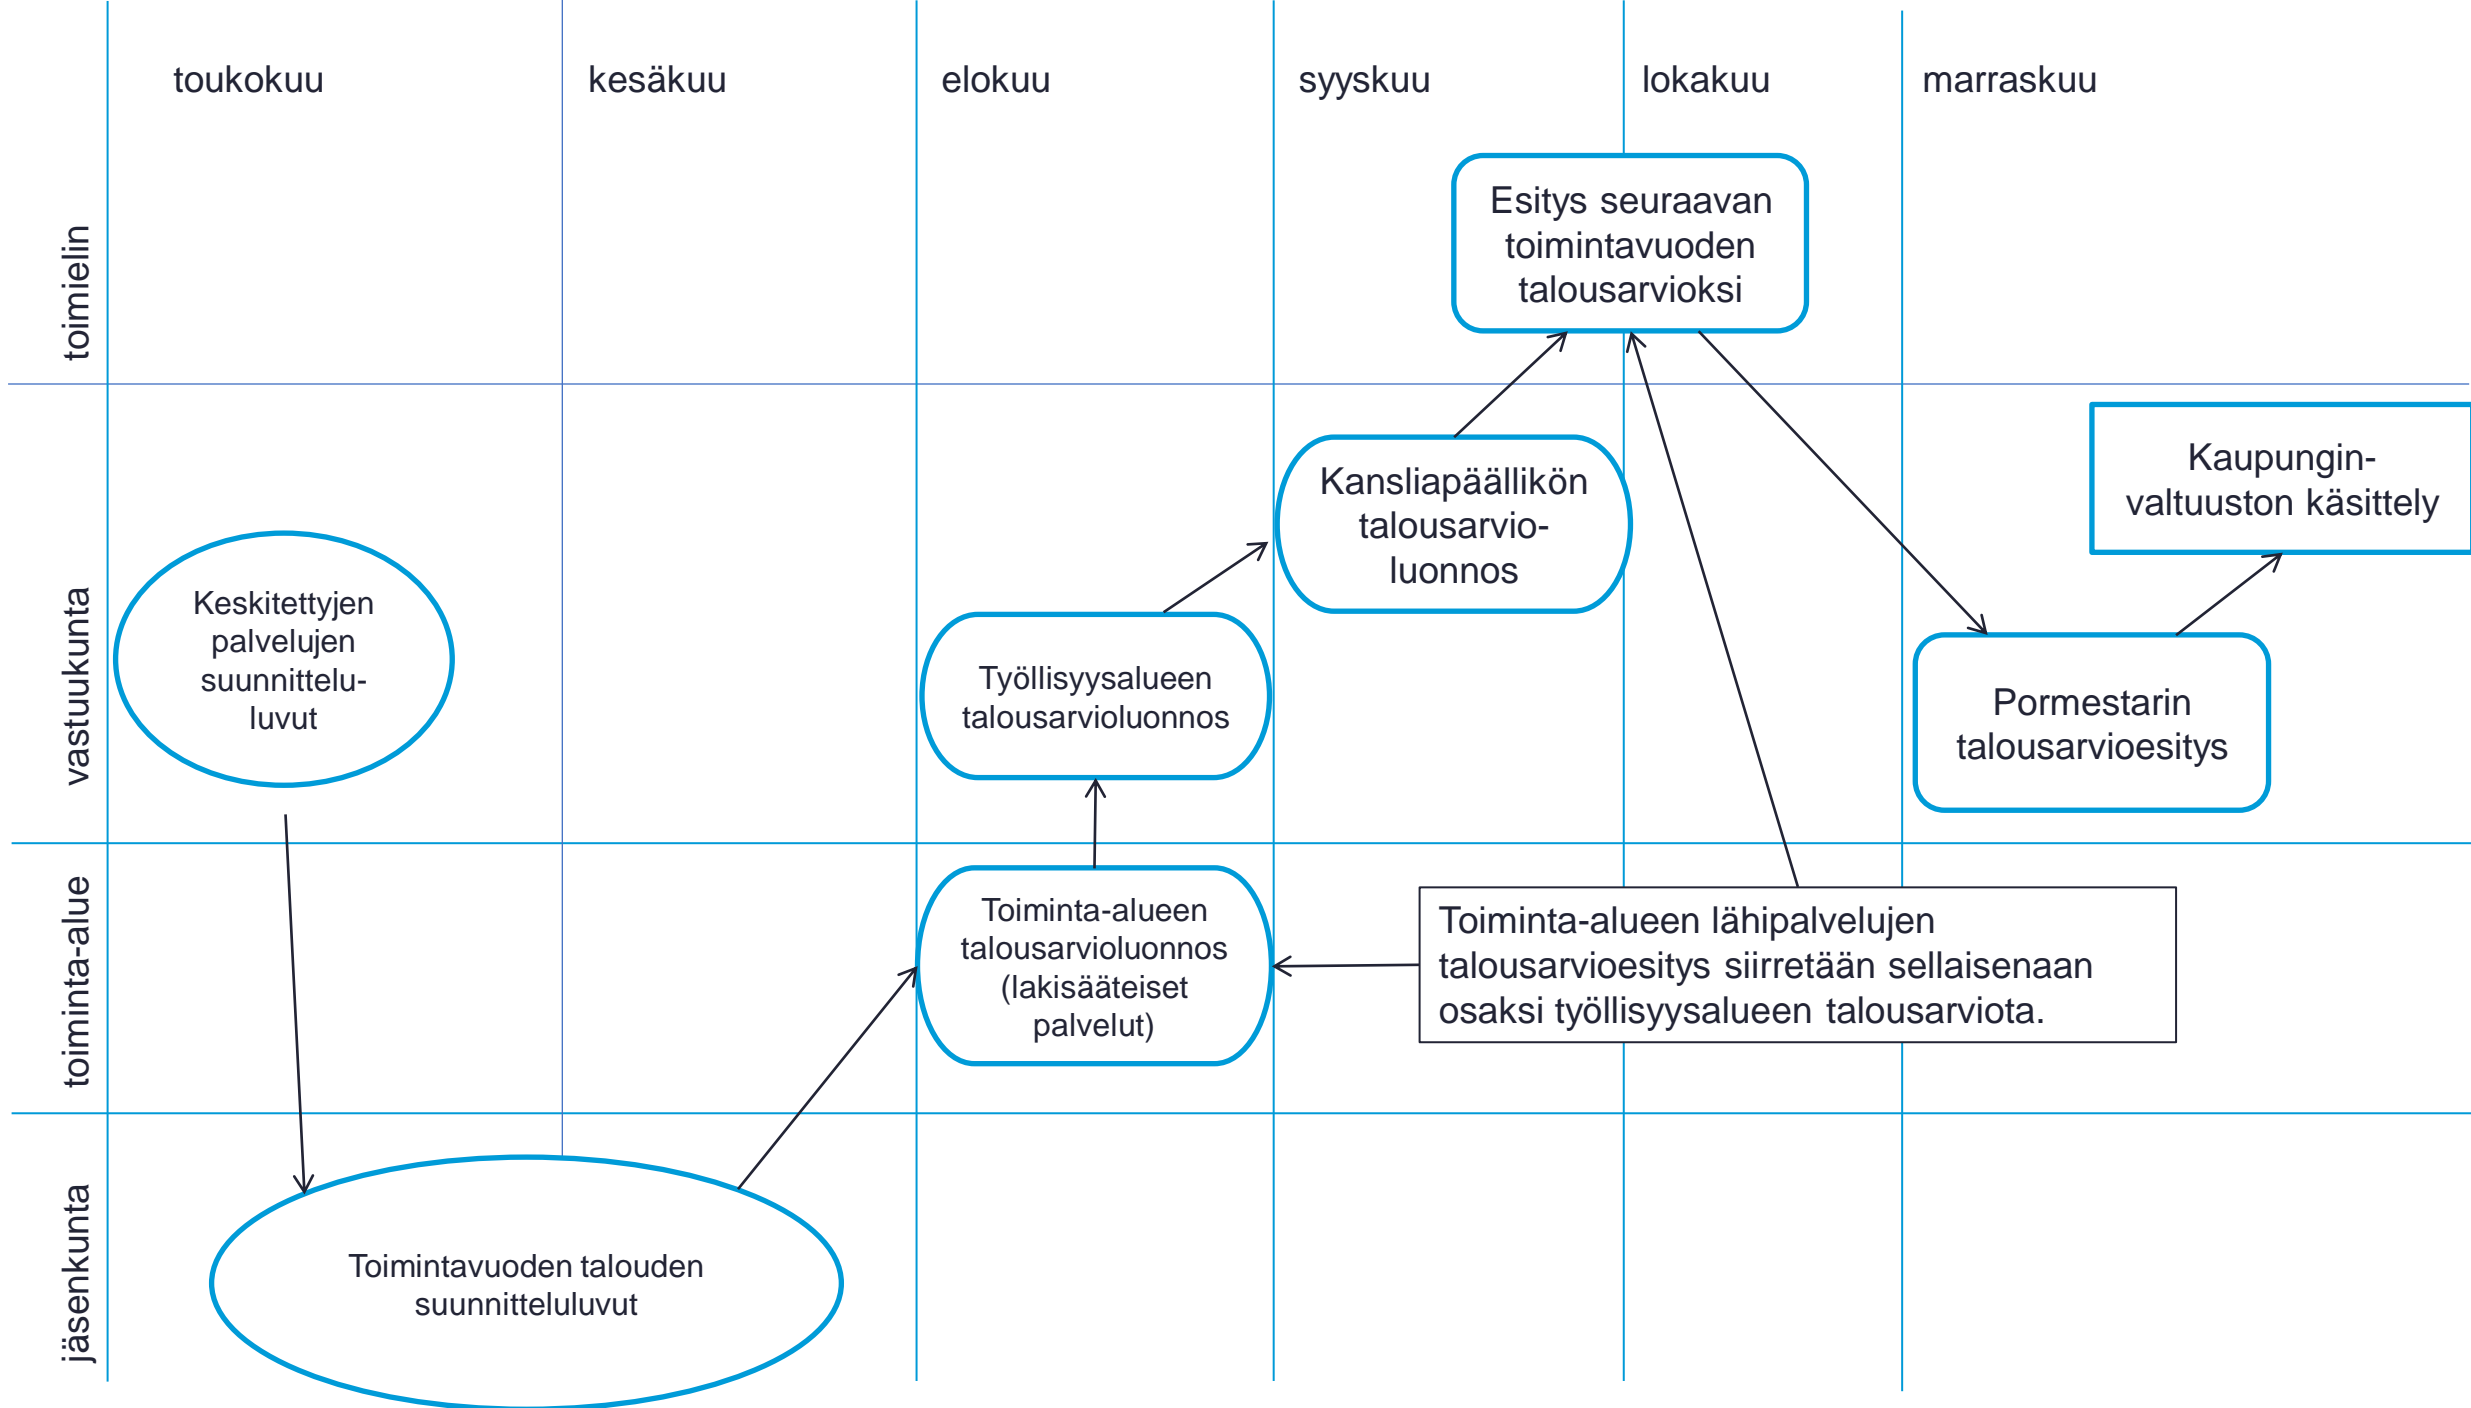 toukokuu
kesäkuu
elokuu
syyskuu
lokakuu
marraskuu
toimielin
Esitys seuraavan
toimintavuoden
talousarvioksi
vastuukunta
Keskitettyjen
palvelujen
suunnittelu-
luvut
Työllisyysalueen
talousarvioluonnos
Kansliapäällikön
talousarvio-
luonnos
Kaupungin-
valtuuston käsittely
Pormestarin
talousarvioesitys
toiminta-alue
Toiminta-alueen
talousarvioluonnos
(lakisääteiset
palvelut)
Toiminta-alueen lähipalvelujen
talousarvioesitys siirretään sellaisenaan
osaksi työllisyysalueen talousarviota.
jäsenkunta
Toimintavuoden talouden
suunnitteluluvut